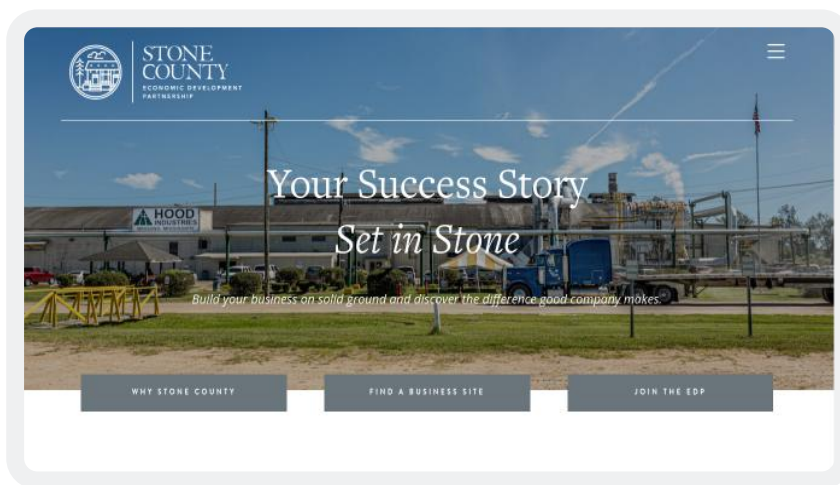 STONE
COUNTY
ECONOMIC DEVELOPMENT
PARTNERSHIP
Your Success Story
HOOD
INDUSTRIES
Set in Stone
Build your business on solid ground and discover the difference good company makes.
WHY STONE COUNTY
FIND A BUSINESS SITE
JOIN THE EDP